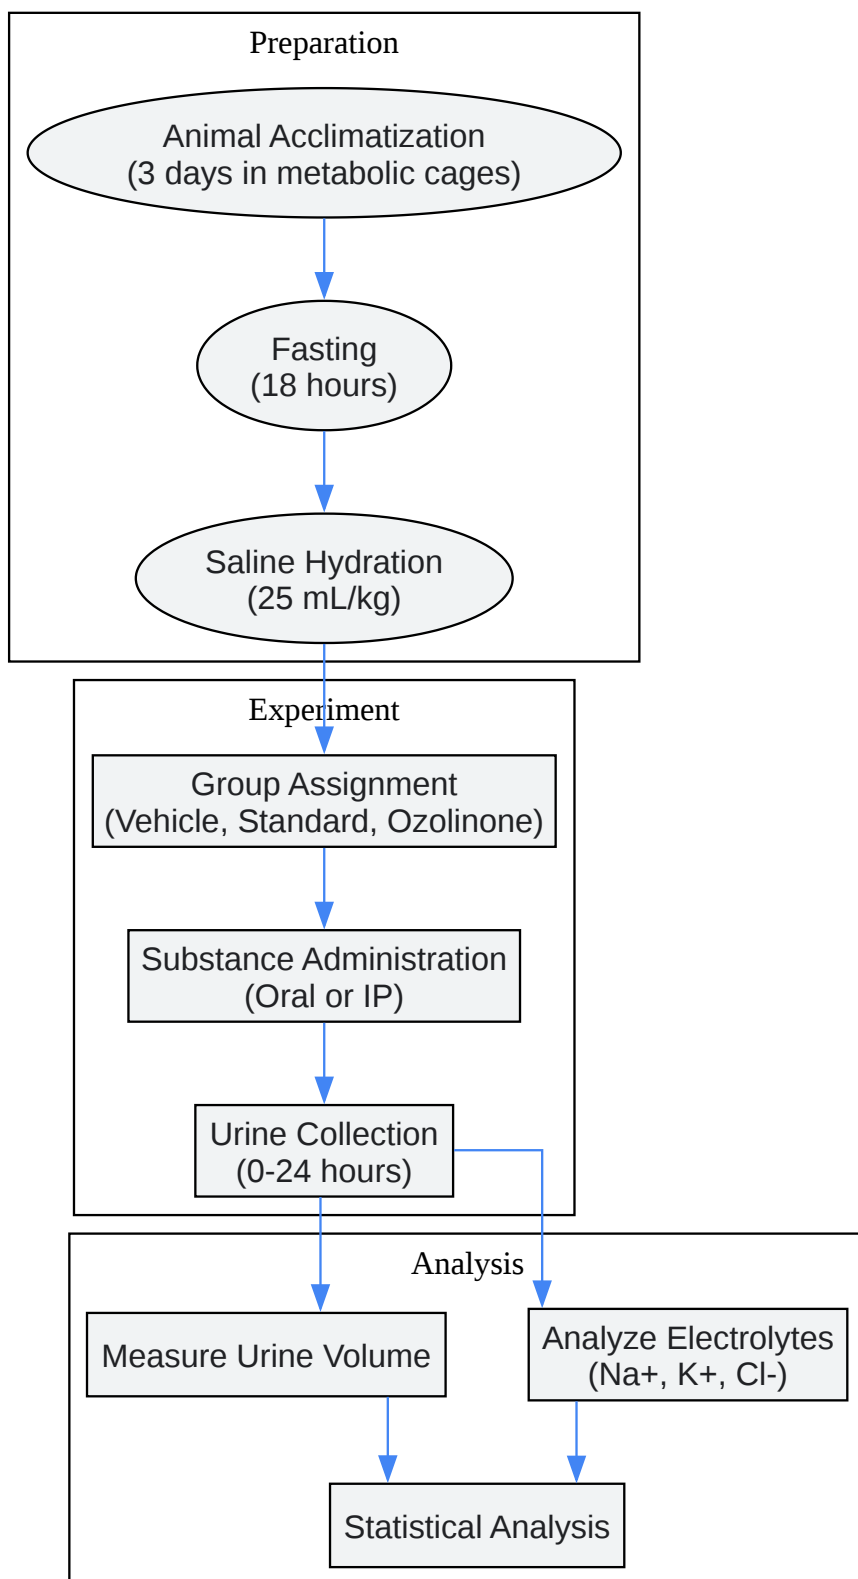 Preparation
Animal Acclimatization
(3 days in metabolic cages)
Fasting
(18 hours)
Saline Hydration
(25 mL/kg)
Experiment
Group Assignment
(Vehicle, Standard, Ozolinone)
Substance Administration
(Oral or IP)
Urine Collection
(0-24 hours)
Analysis
Measure Urine Volume
Analyze Electrolytes
(Na+, K+, Cl-)
Statistical Analysis